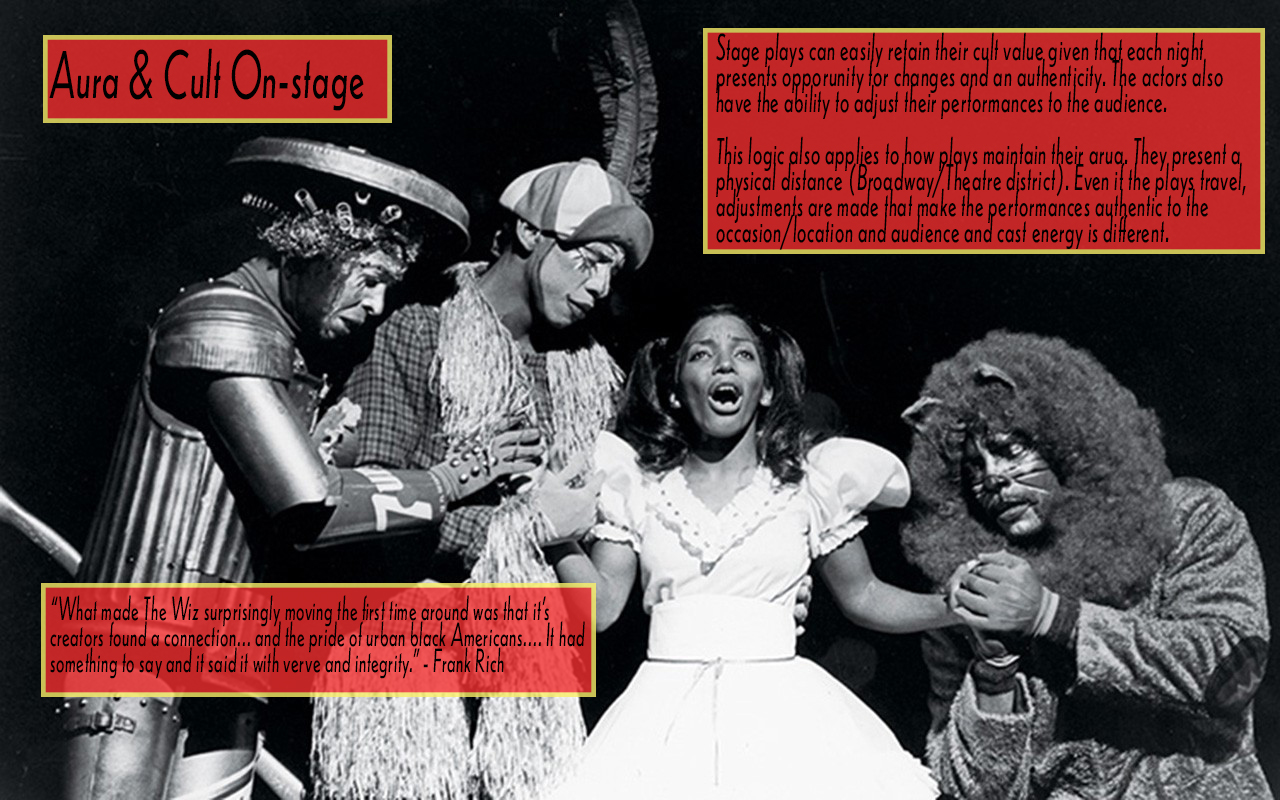 Aura & Cult On-stage
Stage plays can easily retain their cult value given that each night
presents opporunity for changes and an authenticity. The actors also
have the ability to adjust their performances to the audience.
This logic also applies to how plays maintain their arua. They present a
physical distance (Broadway/Theatre district). Even if the plays travel,
adjustments are made that make the performances authentic to the
occasion/location and audience and cast energy is different.
"What made The Wiz surprisingly moving the first time around was that it's
creators found a connection... and the pride of urban black Americans.... It had
something to say and it said it with verve and integrity." - Frank Rich